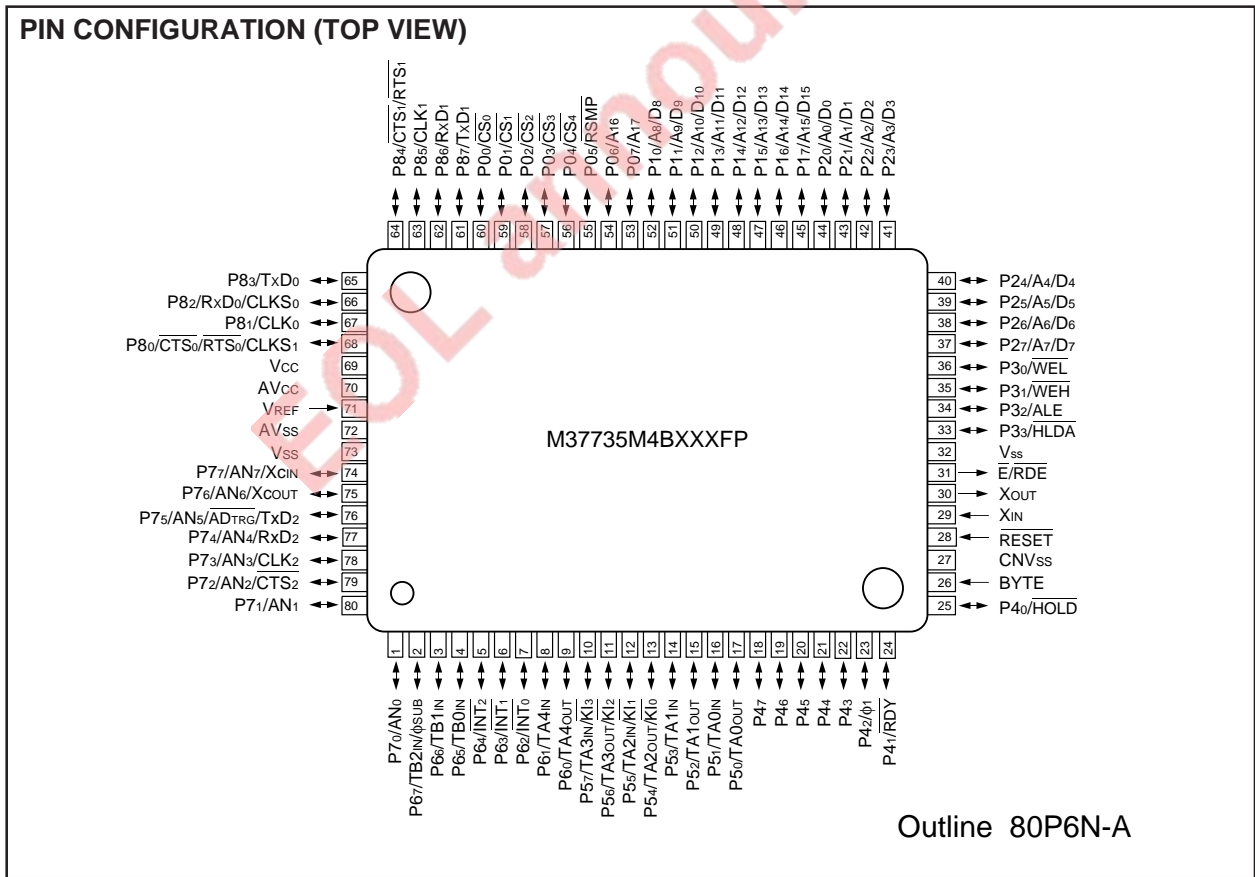 PIN CONFIGURATION (TOP VIEW)
P84/CTS1/RTS1
P85/CLK1
P86/RxD1
P87/TxD1
P00/CS0
P01/CS1
P02/CS2
P03/CS3
P04/CS4
P05/RSMP
P06/A16
P07/A17
P10/A8/D8
P11/A9/D9
P12/A10/D10
P13/A11/D11
P14/A12/D12
P15/A13/D13
P16/A14/D14
P17/A15/D15
P20/A0/D0
P21/A1/D1
P22/A2/D2
P23/A3/D3
64 63 62 61 60 59 58 57 56 55 54 53 52 51 50 49 48 47 46 45 44 43 42 41
P83/TxD0 65
P82/RxD0/CLKS0 66
P81/CLK0 67
P80/CTS0/RTS0/CLKS1 68
VCC 69
AVCC 70
VREF 71
AVSS 72
VSS 73
P77/AN7/XCIN 74
P76/AN6/XCOUT 75
P75/AN5/ADTRG/TxD2 76
P74/AN4/RxD2 77
P73/AN3/CLK2 78
P72/AN2/CTS2 79
P71/AN1 80
M37735M4BXXXFP
40 P24/A4/D4
39 P25/A5/D5
38 P26/A6/D6
37 P27/A7/D7
36 P30/WEL
35 P31/WEH
34 P32/ALE
33 P33/HLDA
32 Vss
31 E/RDE
30 XOUT
29 XIN
28 RESET
27 CNVSS
26 BYTE
25 P40/HOLD
1 2 3 4 5 6 7 8 9 10 11 12 13 14 15 16 17 18 19 20 21 22 23 24
P70/AN0
P67/TB2IN/ϕSUB
P66/TB1IN
P65/TB0IN
P64/INT2
P63/INT1
P62/INT0
P61/TA4IN
P60/TA4OUT
P57/TA3IN/KI3
P56/TA3OUT/KI2
P55/TA2IN/KI1
P54/TA2OUT/KI0
P53/TA1IN
P52/TA1OUT
P51/TA0IN
P50/TA0OUT
P47
P46
P45
P44
P43
P42/ϕ1
P41/RDY
Outline 80P6N-A
EOL announ